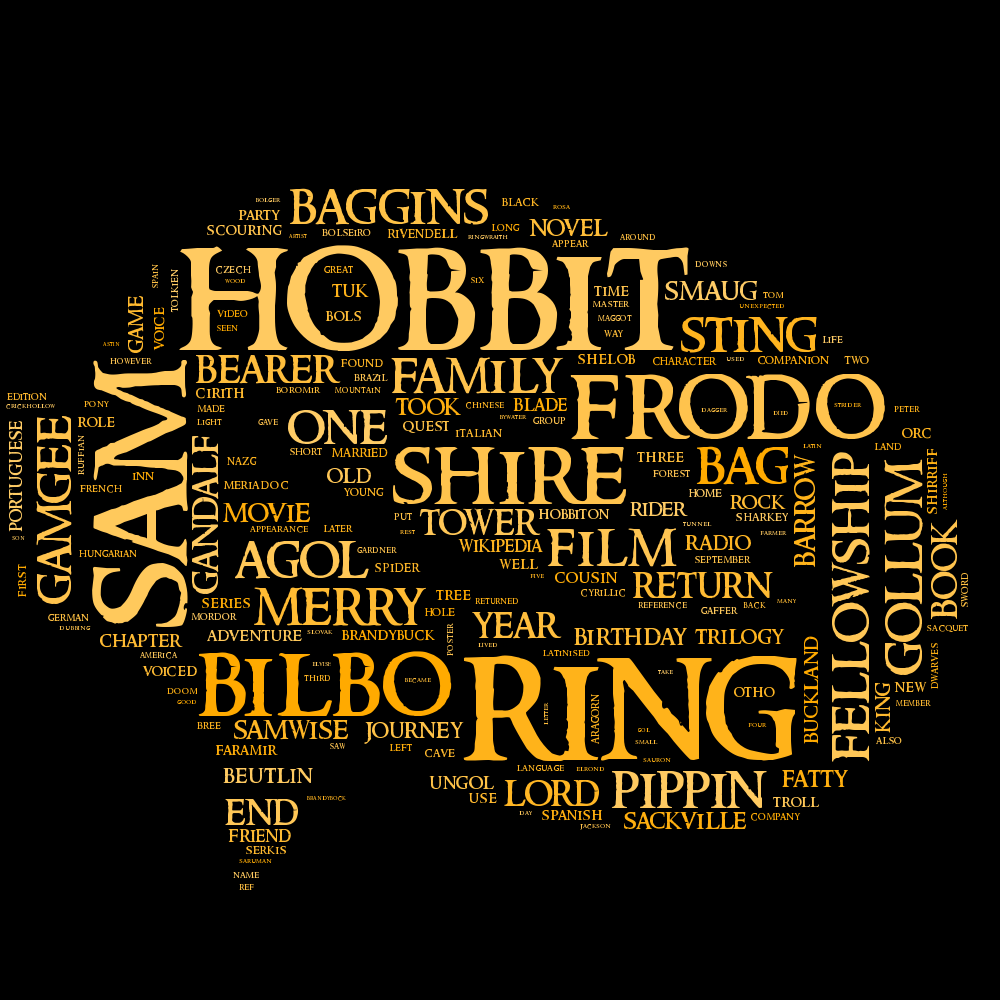 BOLGER
BAGGINS
BLACK
ROSA
PARTY
SCOURING
ARTIST
BOLSEIRO
RIVENDELL
RINGWRAITH
LONG
NOVEL
APPEAR
AROUND
HOBBIT
CZECH
WOOD
VIDEO
SEEN
GREAT
TUK
BOLS
SIX
TIME
MASTER
MAGGOT
WAY
DOWNS
SMAUG
TOM
UNEXPECTED
SPAIN
TOLKIEN
GAME
VOICE
ASTIN
HOWEVER
STING
LIFE
BEARER
FOUND
BRAZIL
CIRITH
BOROMIR
MOUNTAIN
FAMILY
SHELOB
CHARACTER
USED
COMPANION
TWO
SAM
MADE
LIGHT
GAVE
ONE
SHORT
MARRIED
TOOK
CHINESE
BLADE
QUEST
ITALIAN
BYWATER
GROUP
FRODO
DAGGER
DIED
STRIDER
PETER
ORC
LAND
LATIN
EDITION
CRICKHOLLOW
PONY
ROLE
PORTUGUESE
SON
GAMGEE
RUFFIAN
FRENCH
INN
FIRST
HUNGARIAN
GERMAN
DUBBING
GANDALF
NAZG
MERIADOC
OLD
YOUNG
SHIRE
THREE
FOREST
BAG
HOME
ROCK
SHARKEY
FARMER
BARROW
FELLOWSHIP
GOLLUM
SHIRRIFF
ALTHOUGH
BOOK
SWORD
SACQUET
DWARVES
MOVIE
APPEARANCE
LATER
PUT
REST
TOWER
HOBBITON
RIDER
TUNNEL
AGOL
GARDNER
SPIDER
WIKIPEDIA
WELL
FIVE
FILM
COUSIN
CYRILLIC
RADIO
SEPTEMBER
RETURN
REFERENCE
GAFFER
BACK
MANY
SERIES
MORDOR
MERRY
TREE
RETURNED
HOLE
CHAPTER
AMERICA
ADVENTURE
SLOVAK
BRANDYBUCK
POSTER
YEAR
LIVED
LATINISED
BIRTHDAY
TRILOGY
VOICED
DOOM
GOOD
BILBO
ELVISH
THIRD
BECAME
RING
TAKE
OTHO
FOUR
LETTER
ARAGORN
GOL
SMALL
SAURON
BUCKLAND
KING
NEW
MEMBER
ALSO
BREE
SAMWISE
SAW
FARAMIR
JOURNEY
LEFT
CAVE
BEUTLIN
LANGUAGE
ELROND
UNGOL
USE
LORD
PIPPIN
FATTY
TROLL
END
BRANDYBOCK
DAY
SPANISH
JACKSON
SACKVILLE
COMPANY
FRIEND
SERKIS
SARUMAN
NAME
REF